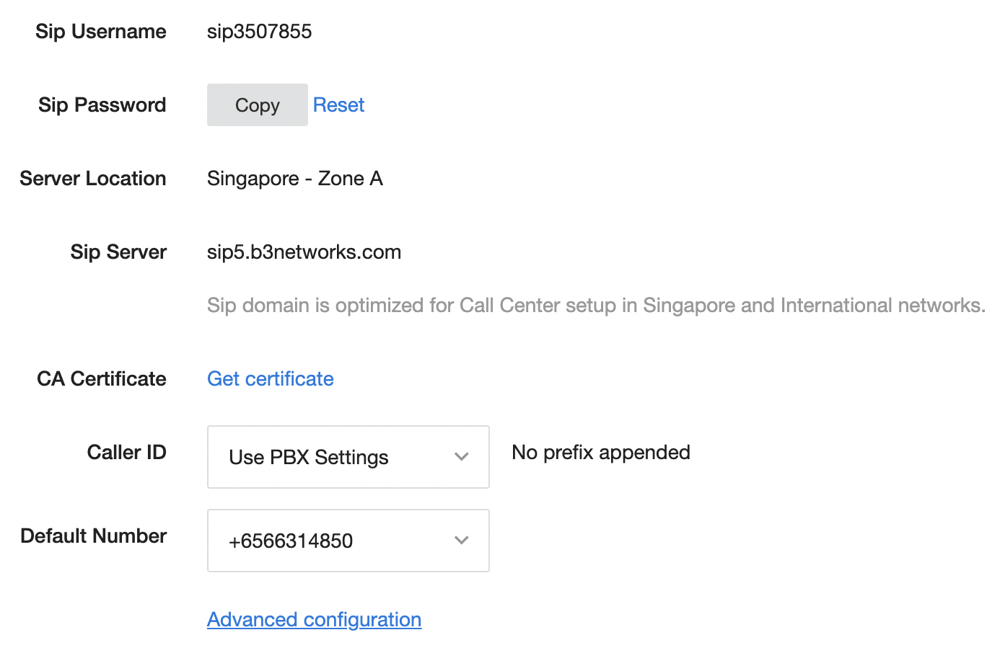 Sip Username sip3507855
Sip Password Copy Reset
Server Location Singapore - Zone A
Sip Server sip5.b3networks.com
Sip domain is optimized for Call Center setup in Singapore and International networks.
CA Certificate Get certificate
Caller ID Use PBX Settings No prefix appended
Default Number +6566314850
Advanced configuration